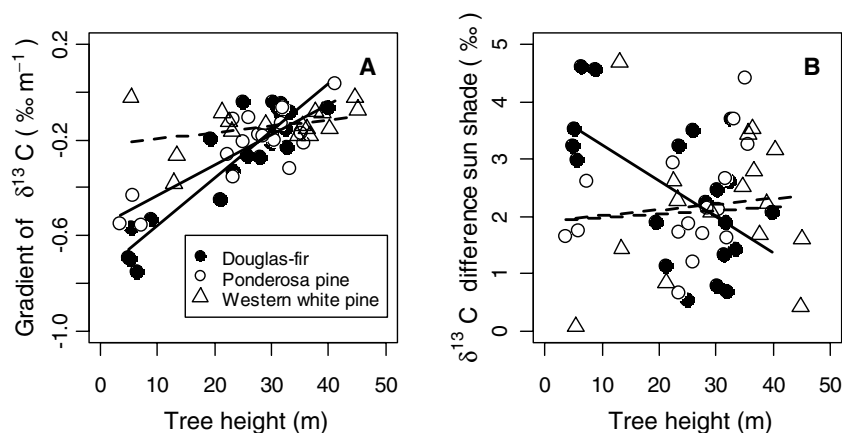 A
Gradient of δ¹³C (‰ m⁻¹)
0.2
-0.2
-0.6
-1.0
Douglas-fir
Ponderosa pine
Western white pine
0 10 20 30 40 50
Tree height (m)
B
δ¹³C difference sun shade (‰)
5
4
3
2
1
0
0 10 20 30 40 50
Tree height (m)